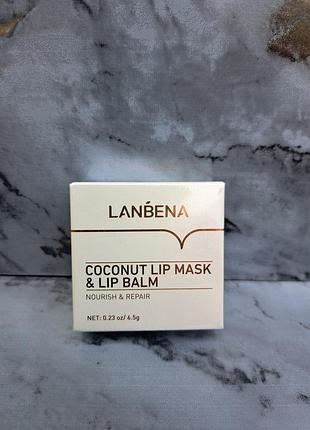 LANBENA
COCONUT LIP MASK
& LIP BALM
NOURISH & REPAIR
NET: 0.23 oz/ 6.5g